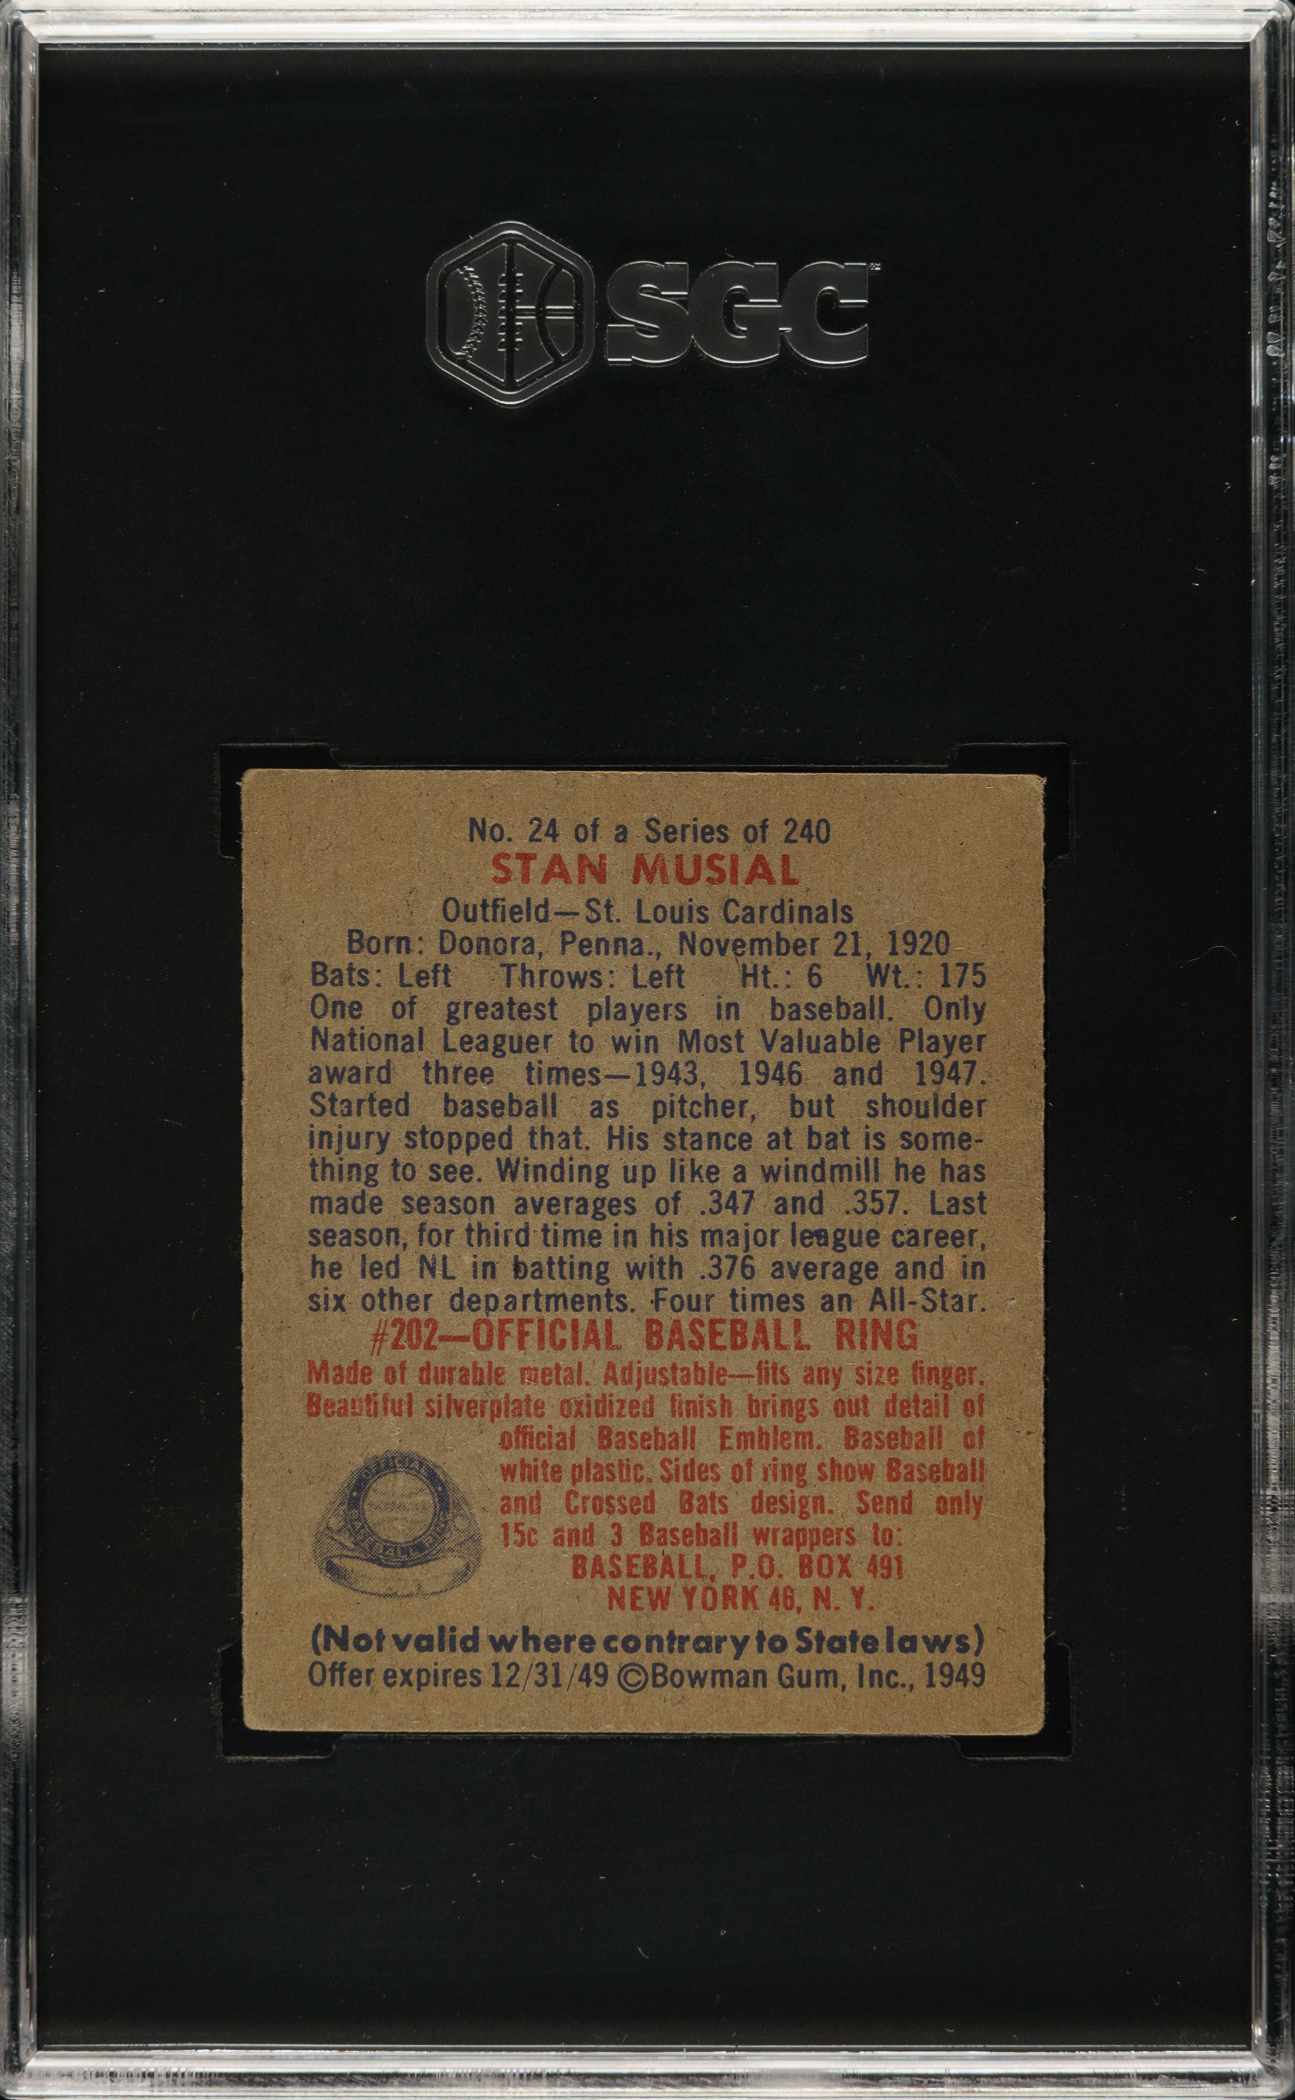 SGC
No. 24 of a Series of 240
STAN MUSIAL
Outfield—St. Louis Cardinals
Born: Donora, Penna., November 21, 1920
Bats: Left Throws: Left Ht.: 6 Wt.: 175
One of greatest players in baseball. Only
National Leaguer to win Most Valuable Player
award three times—1943, 1946 and 1947.
Started baseball as pitcher, but shoulder
injury stopped that. His stance at bat is some-
thing to see. Winding up like a windmill he has
made season averages of .347 and .357. Last
season, for third time in his major league career,
he led NL in batting with .376 average and in
six other departments. Four times an All-Star.
#202—OFFICIAL BASEBALL RING
Made of durable metal. Adjustable—fits any size finger.
Beautiful silverplate oxidized finish brings out detail of
official Baseball Emblem. Baseball of
white plastic. Sides of ring show Baseball
and Crossed Bats design. Send only
15c and 3 Baseball wrappers to:
BASEBALL, P.O. BOX 491
NEW YORK 46, N. Y.
OFFICIAL
BASEBALL RING
(Not valid where contrary to State laws)
Offer expires 12/31/49 ©Bowman Gum, Inc., 1949